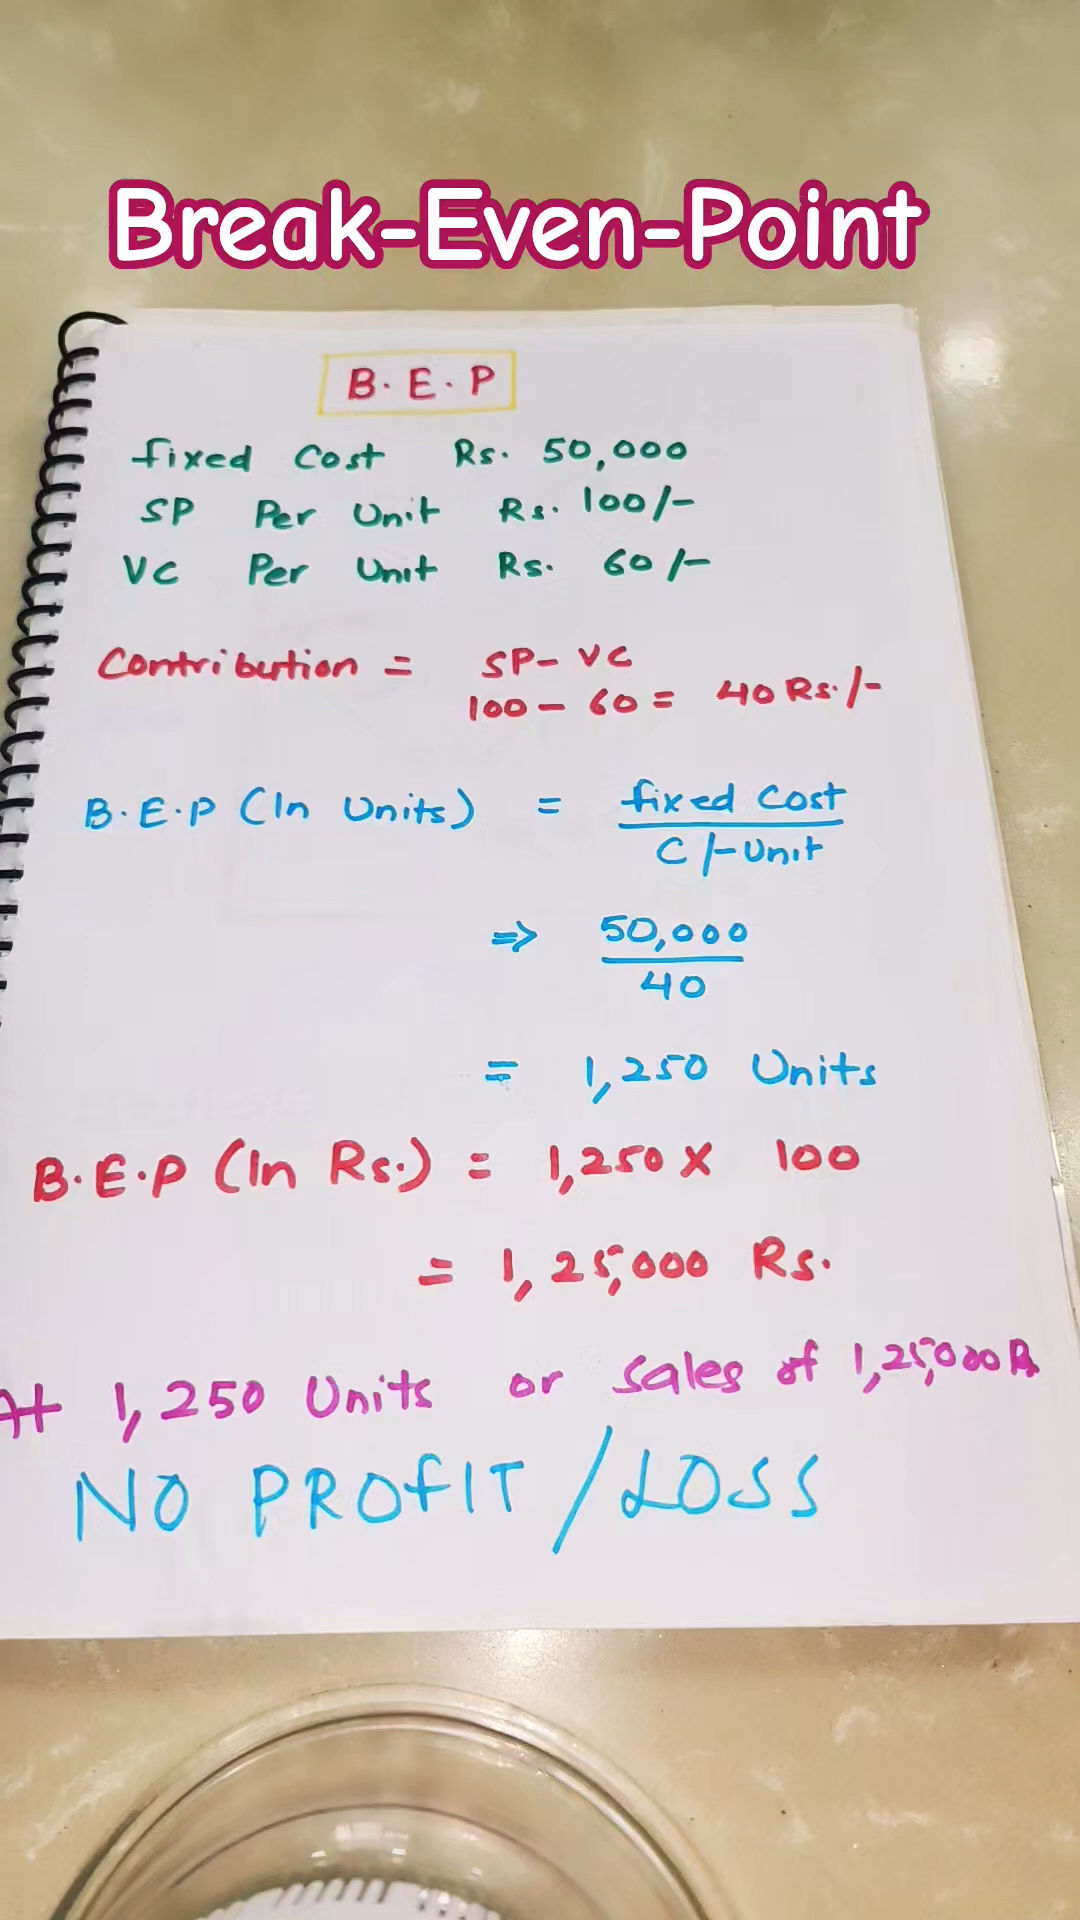 Break-Even-Point
B.E.P
fixed Cost Rs. 50,000
SP Per Unit Rs. 100/-
VC Per Unit Rs. 60/-
Contribution = SP- VC
100 - 60 = 40 Rs./-
B.E.P (In Units) = fixed Cost
C/-Unit
=> 50,000
40
= 1,250 Units
B.E.P (In Rs.) = 1,250 X 100
= 1,25,000 Rs.
At 1,250 Units or sales of 1,25,000 Rs
NO PROfIT / LOSS